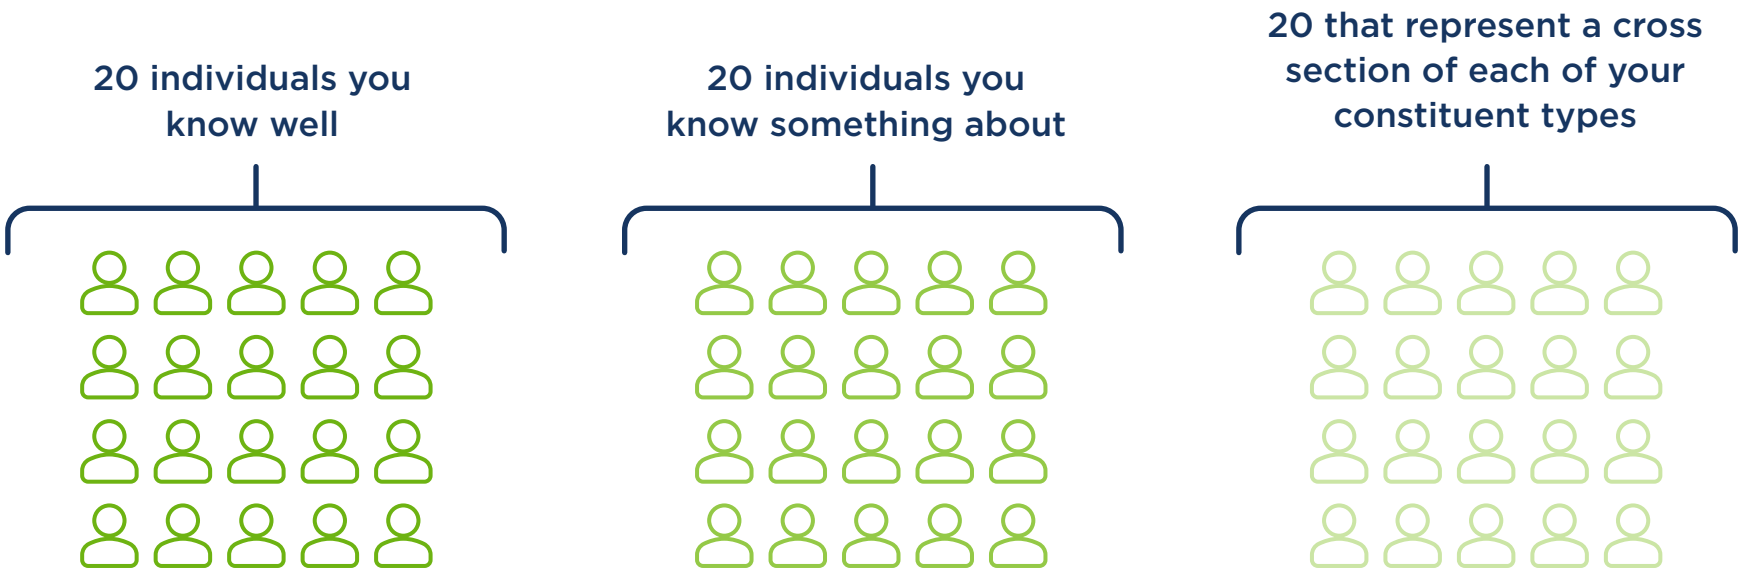 20 individuals you
know well
20 individuals you
know something about
20 that represent a cross
section of each of your
constituent types